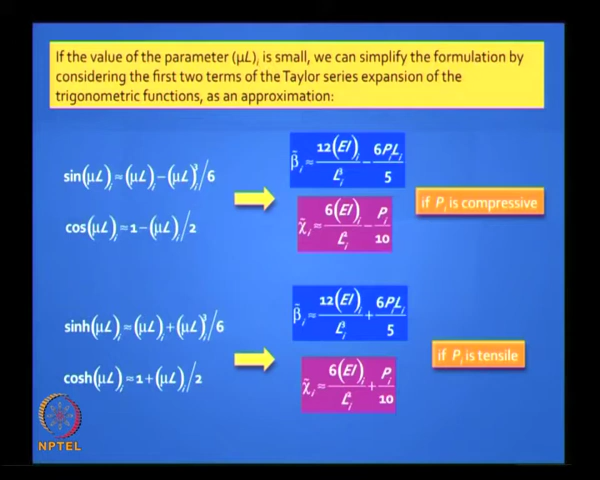 If the value of the parameter (μL)ᵢ is small, we can simplify the formulation by
considering the first two terms of the Taylor series expansion of the
trigonometric functions, as an approximation:
sin(μL)ᵢ ≈ (μL)ᵢ − (μL)ᵢ³/6
cos(μL)ᵢ ≈ 1 − (μL)ᵢ/2
β̃ᵢ ≈ 12(EI)ᵢ/Lᵢ³ − 6PᵢLᵢ/5
χ̃ᵢ ≈ 6(EI)ᵢ/Lᵢ² − Pᵢ/10
if Pᵢ is compressive
sinh(μL)ᵢ ≈ (μL)ᵢ + (μL)ᵢ³/6
cosh(μL)ᵢ ≈ 1 + (μL)ᵢ/2
β̃ᵢ ≈ 12(EI)ᵢ/Lᵢ³ + 6PLᵢ/5
χ̃ᵢ ≈ 6(EI)ᵢ/Lᵢ² + Pᵢ/10
if Pᵢ is tensile
NPTEL